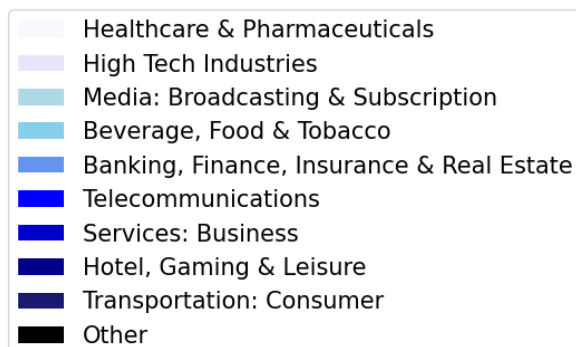 Healthcare & Pharmaceuticals
High Tech Industries
Media: Broadcasting & Subscription
Beverage, Food & Tobacco
Banking, Finance, Insurance & Real Estate
Telecommunications
Services: Business
Hotel, Gaming & Leisure
Transportation: Consumer
Other